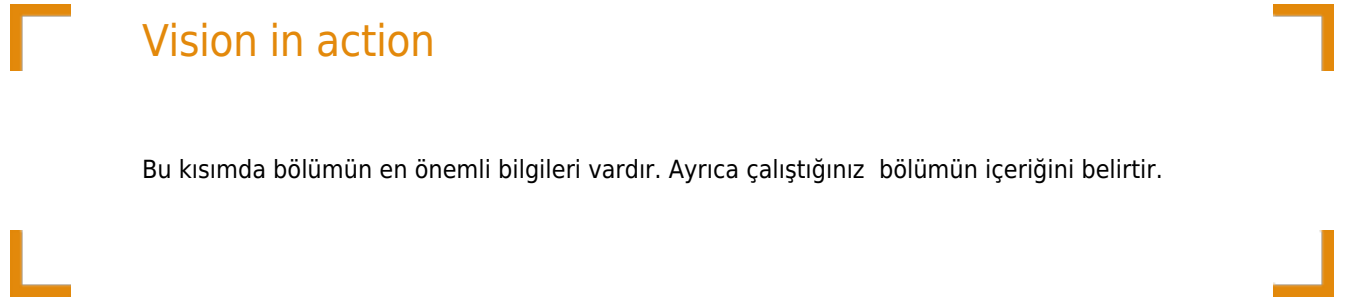 Vision in action
Bu kısımda bölümün en önemli bilgileri vardır. Ayrıca çalıştığınız  bölümün içeriğini belirtir.